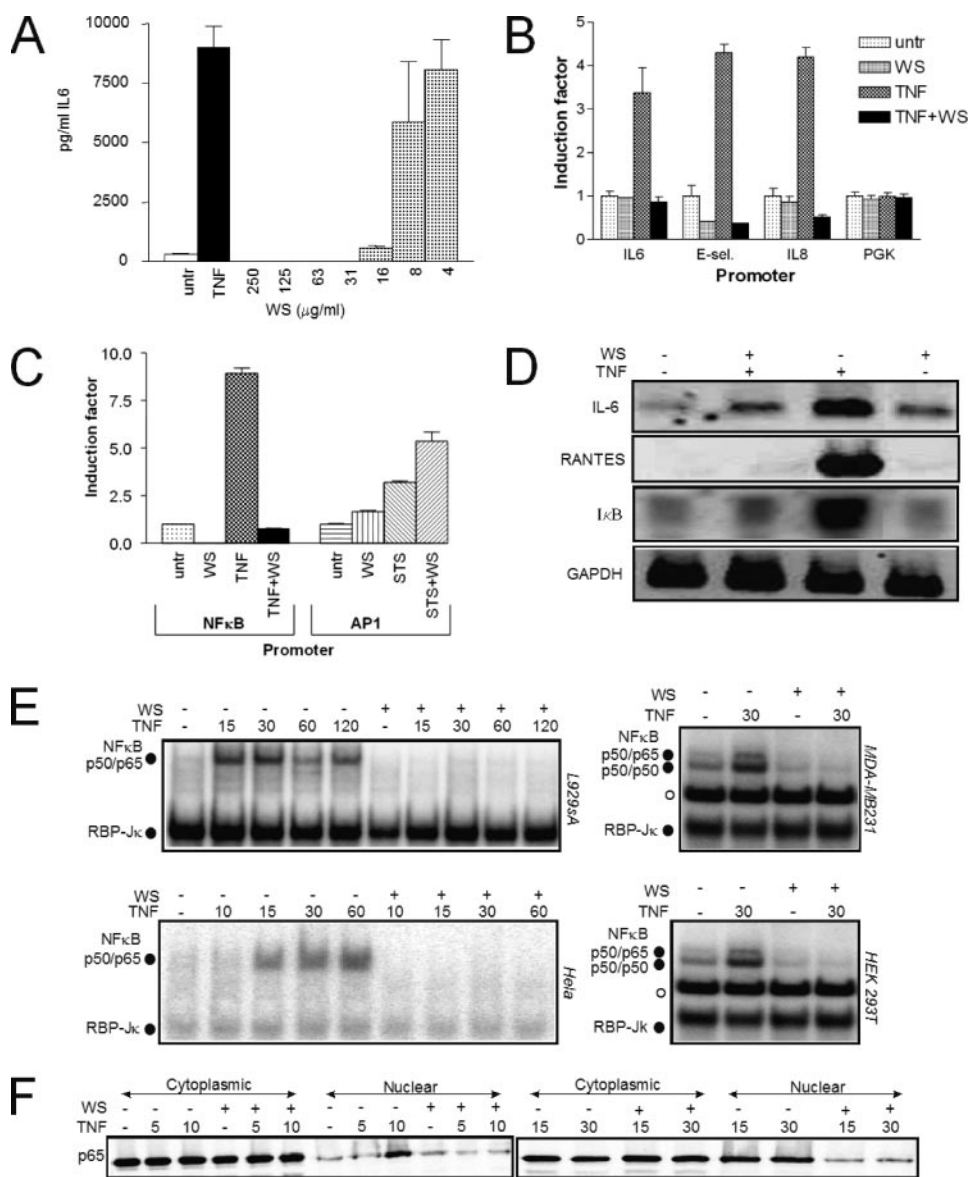 A
pg/ml IL6
10000
7500
5000
2500
0
untr
TNF
250
125
63
31
16
8
4
WS (μg/ml)
B
Induction factor
5
4
3
2
1
0
untr
WS
TNF
TNF+WS
IL6 E-sel. IL8 PGK
Promoter
C
Induction factor
10.0
7.5
5.0
2.5
0.0
untr
WS
TNF
TNF+WS
untr
WS
STS
STS+WS
NFκB AP1
Promoter
D
WS - + - +
TNF - + + -
IL-6
RANTES
IκB
GAPDH
E
WS - - - - - + + + + +
TNF - 15 30 60 120 - 15 30 60 120
NFκB
p50/p65
RBP-Jκ
L929sA
WS - - + +
TNF - 30 - 30
NFκB
p50/p65
p50/p50
RBP-Jκ
MDA-MB231
WS - - - - - + + + +
TNF - 10 15 30 60 10 15 30 60
NFκB
p50/p65
RBP-Jκ
Hela
WS - - + +
TNF - 30 - 30
NFκB
p50/p65
p50/p50
RBP-Jk
HEK 293T
F
Cytoplasmic Nuclear Cytoplasmic Nuclear
WS - - - + + + - - - + + + - - + + - - + +
TNF - 5 10 - 5 10 - 5 10 - 5 10 15 30 15 30 15 30 15 30
p65